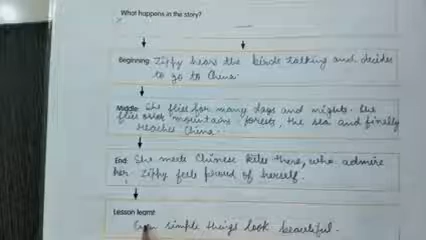 What happens in the story?
Beginning: Zippy hears the birds talking and decides
to go to China.
Middle: She flies for many days and nights. She
flies over mountains forests, the sea and finally
reaches China.
End: She meets Chinese kites there, who admire
her. Zippy feels proud of herself.
Lesson learnt:
Even simple things look beautiful.